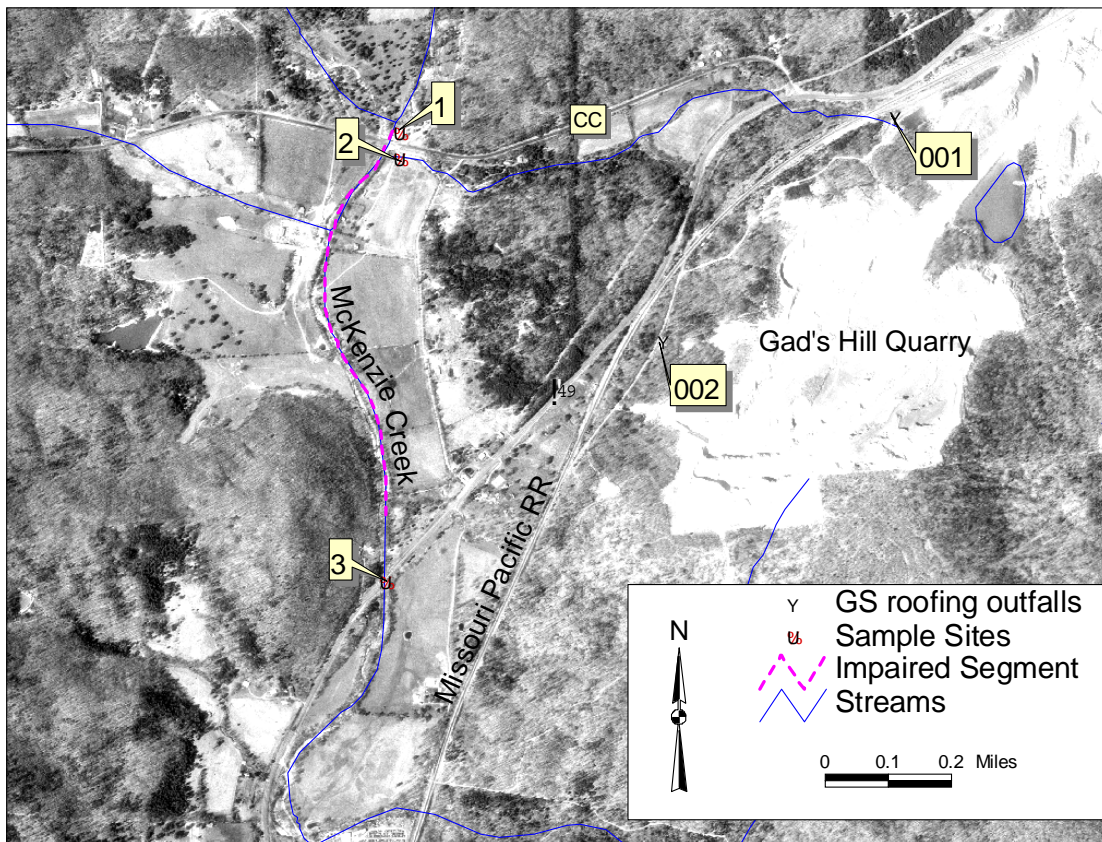 1
2
CC
001
McKenzie Creek
Gad's Hill Quarry
49
002
3
Missouri Pacific RR
N
Y GS roofing outfalls
Sample Sites
Impaired Segment
Streams
0 0.1 0.2 Miles